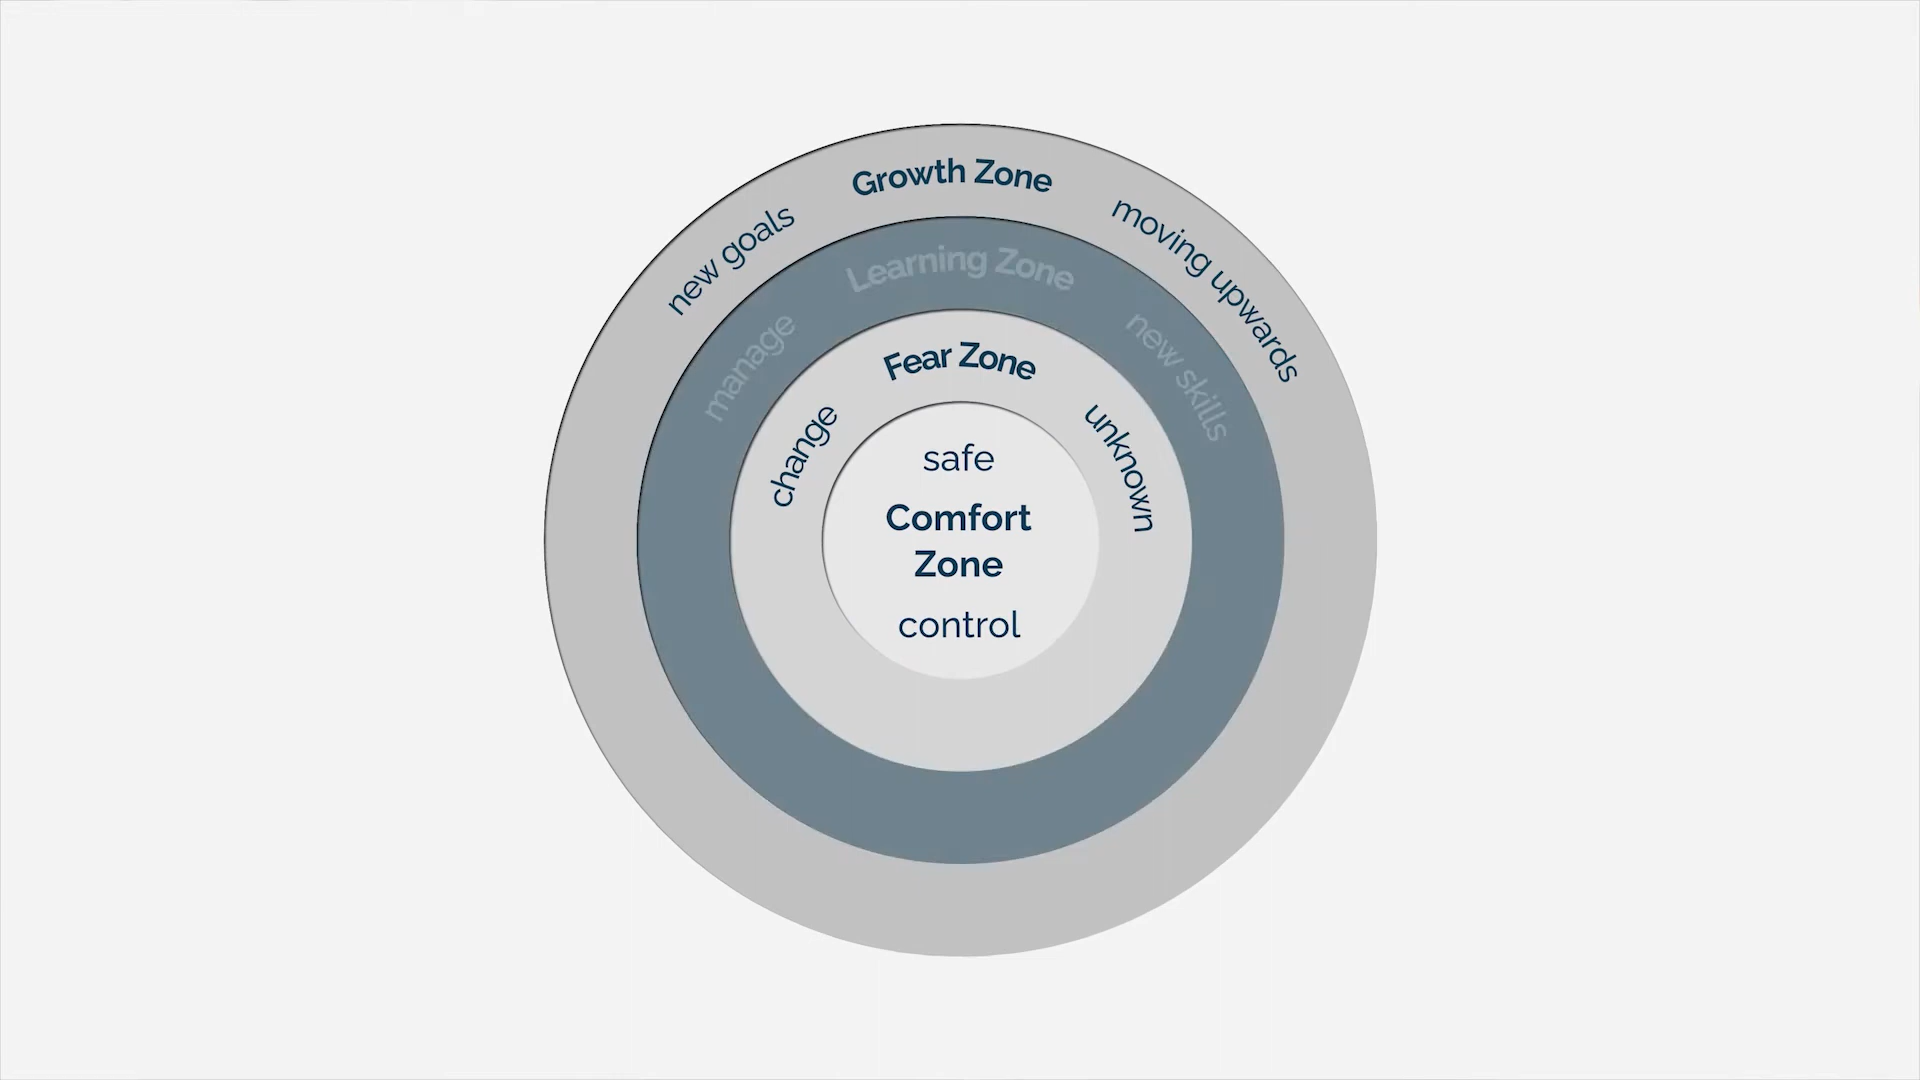 Growth Zone
new goals
moving upwards
Learning Zone
manage
new skills
Fear Zone
change
unknown
safe
Comfort
Zone
control